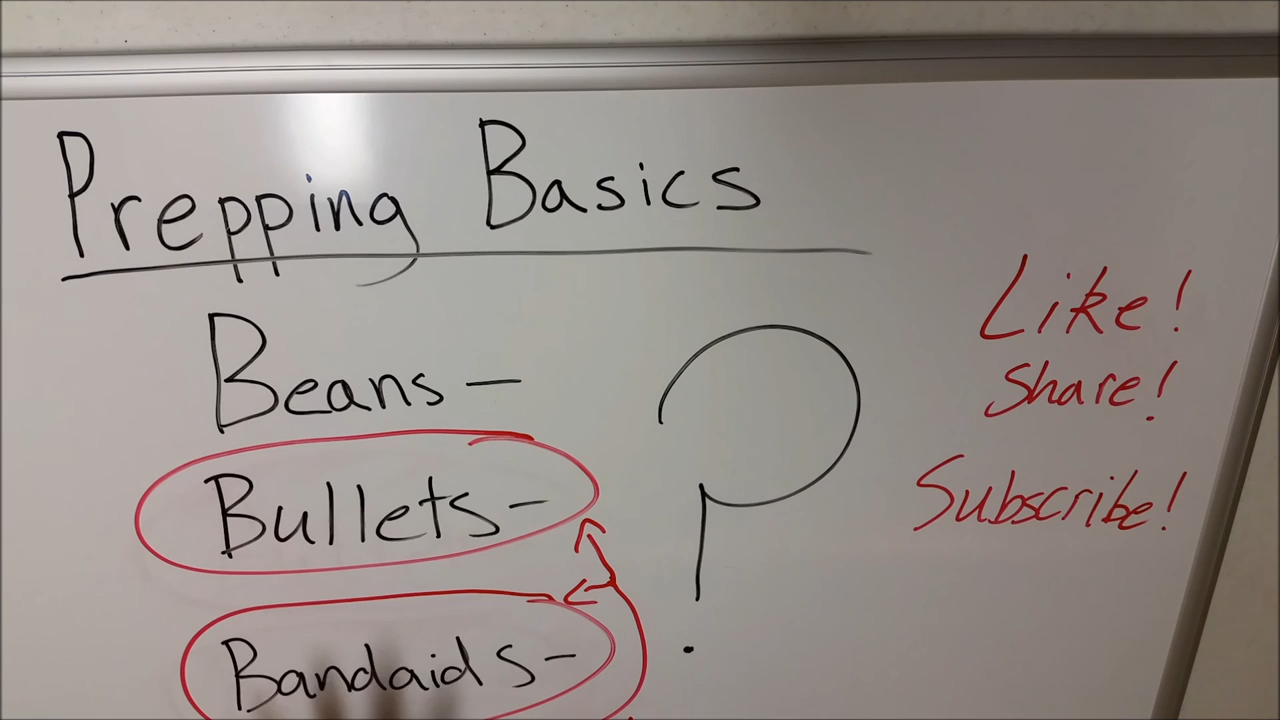 Prepping Basics
Beans -
Bullets -
Bandaids -
?
Like!
Share!
Subscribe!